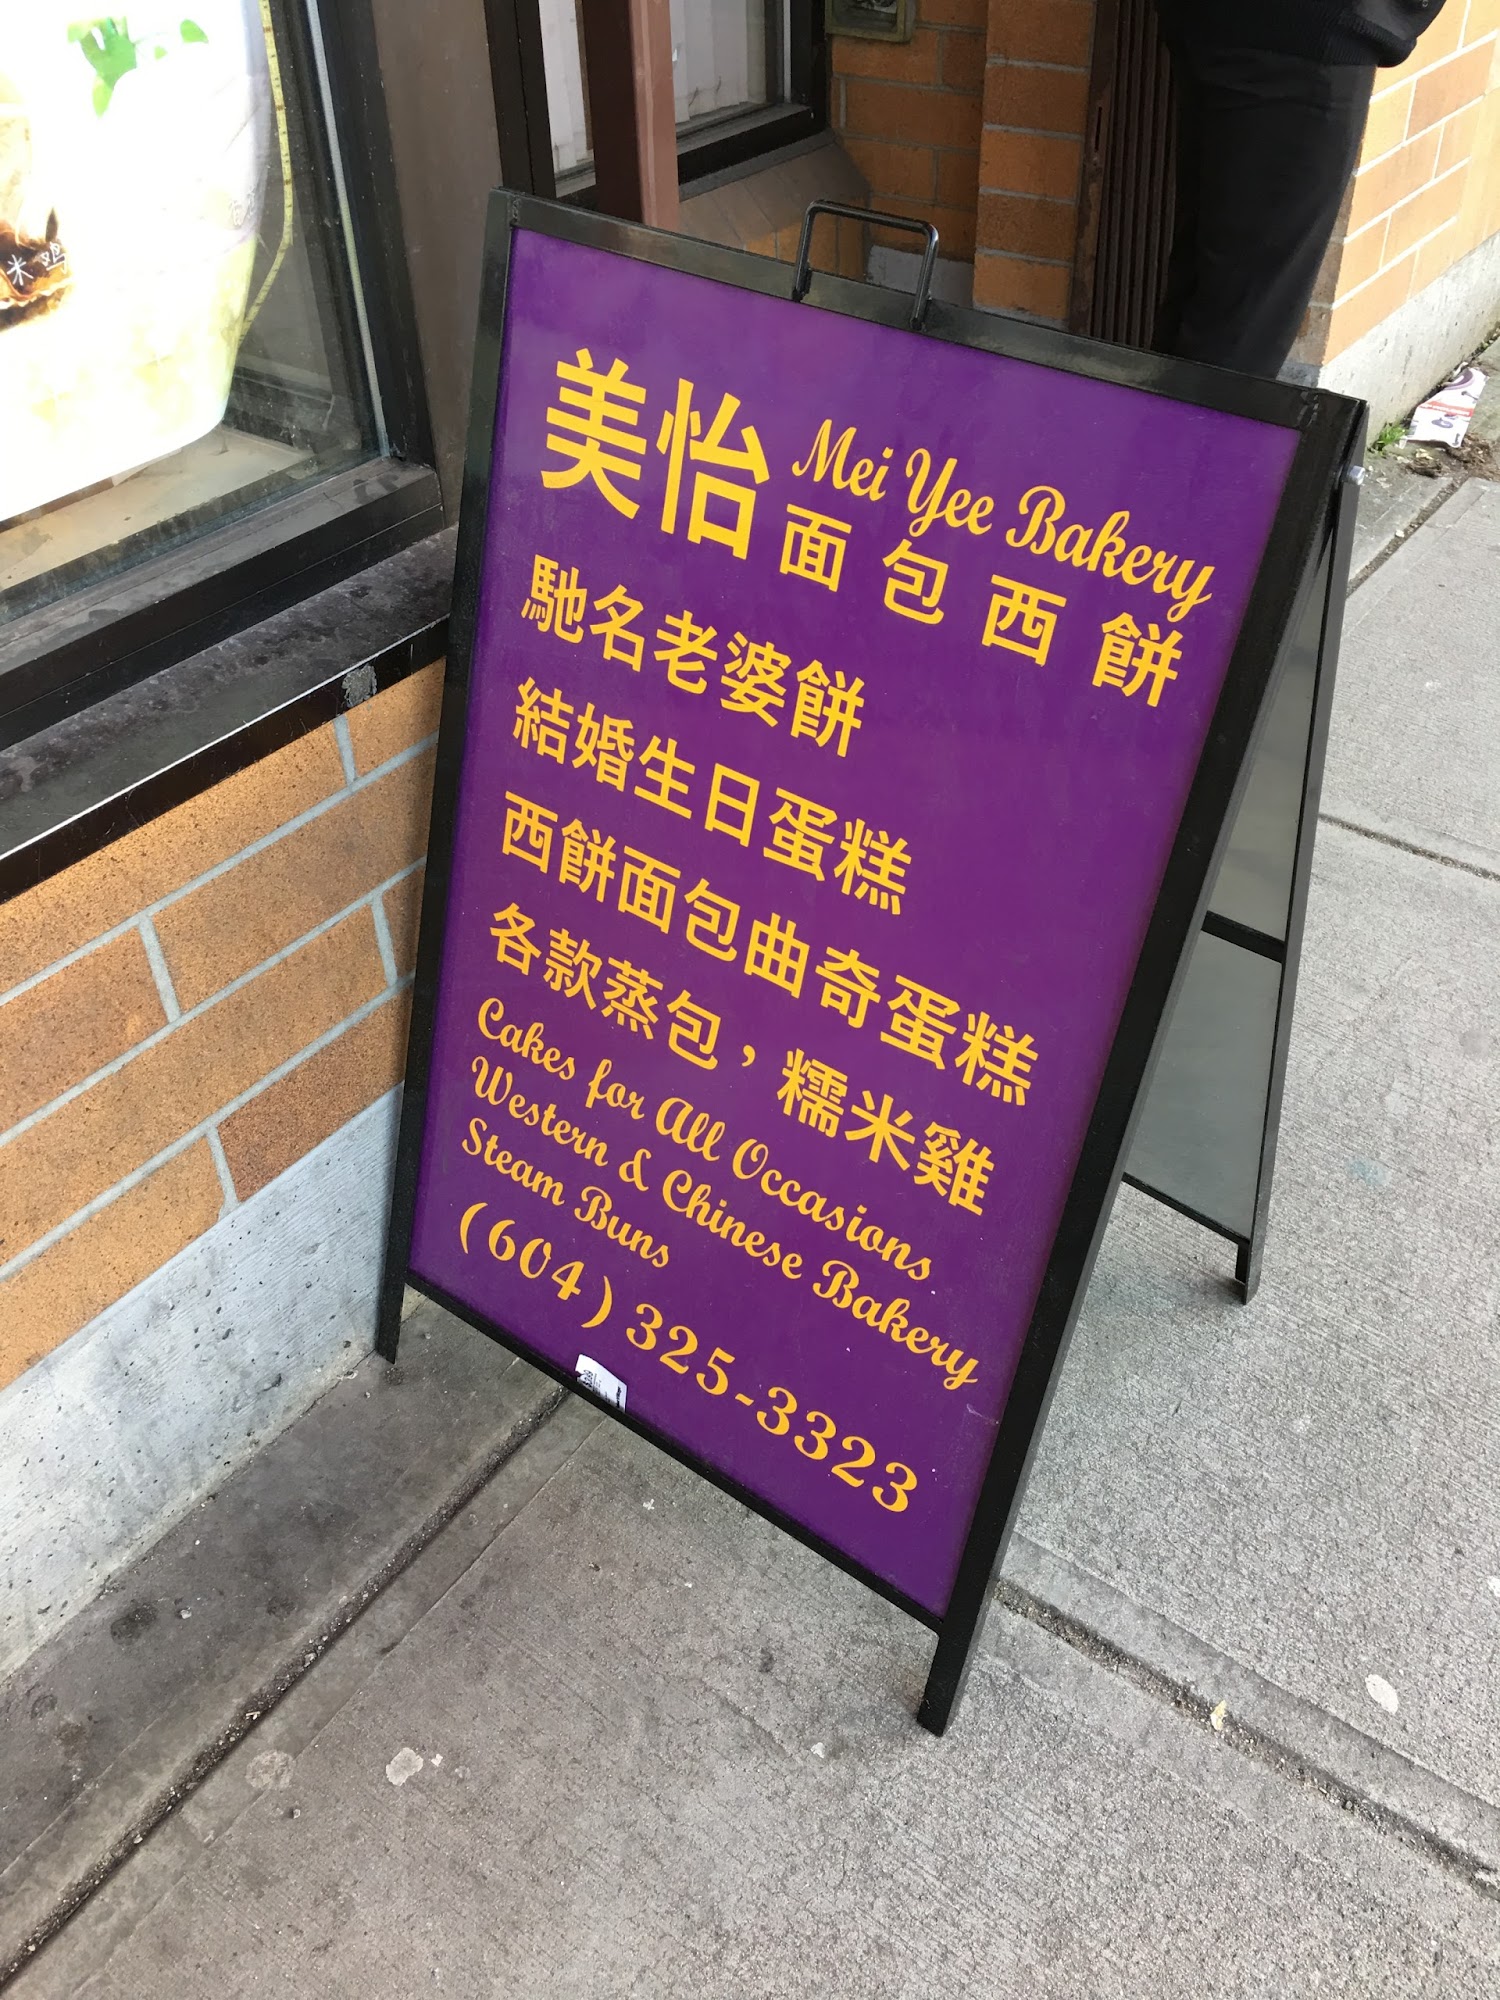 美怡 Mei Yee Bakery
面包西餅
馳名老婆餅
結婚生日蛋糕
西餅面包曲奇蛋糕
各款蒸包，糯米雞
Cakes for All Occasions
Western & Chinese Bakery
Steam Buns
(604) 325-3323
米鸡